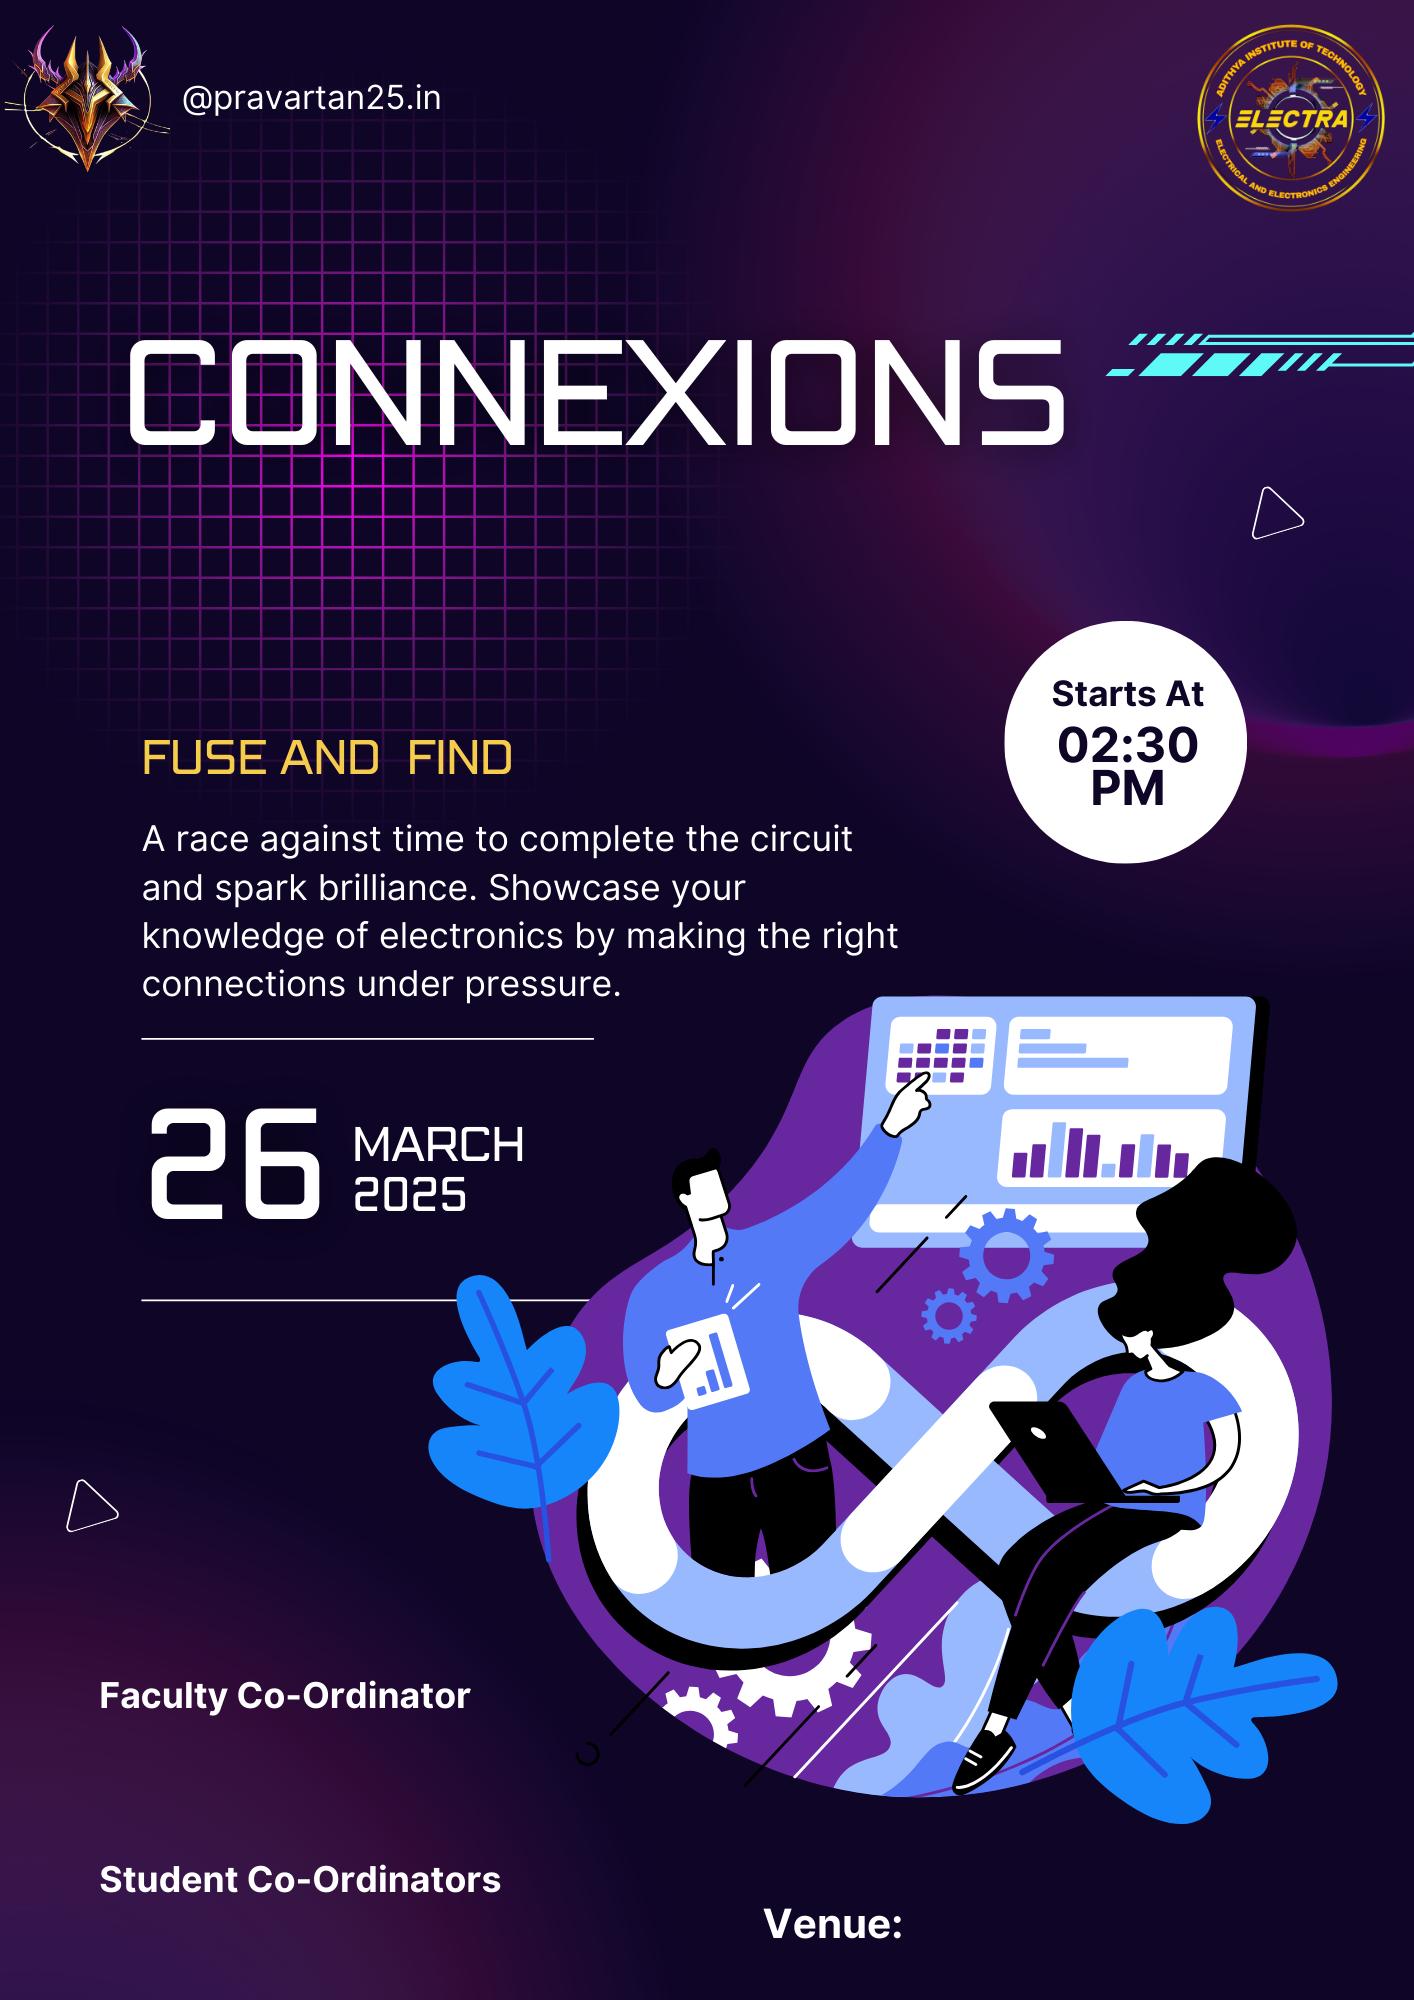 @pravartan25.in
ADITHYA INSTITUTE OF TECHNOLOGY
ELECTRA
ELECTRICAL AND ELECTRONICS ENGINEERING
CONNEXIONS
Starts At
02:30
PM
FUSE AND FIND
A race against time to complete the circuit
and spark brilliance. Showcase your
knowledge of electronics by making the right
connections under pressure.
26
MARCH
2025
Faculty Co-Ordinator
Student Co-Ordinators
Venue: